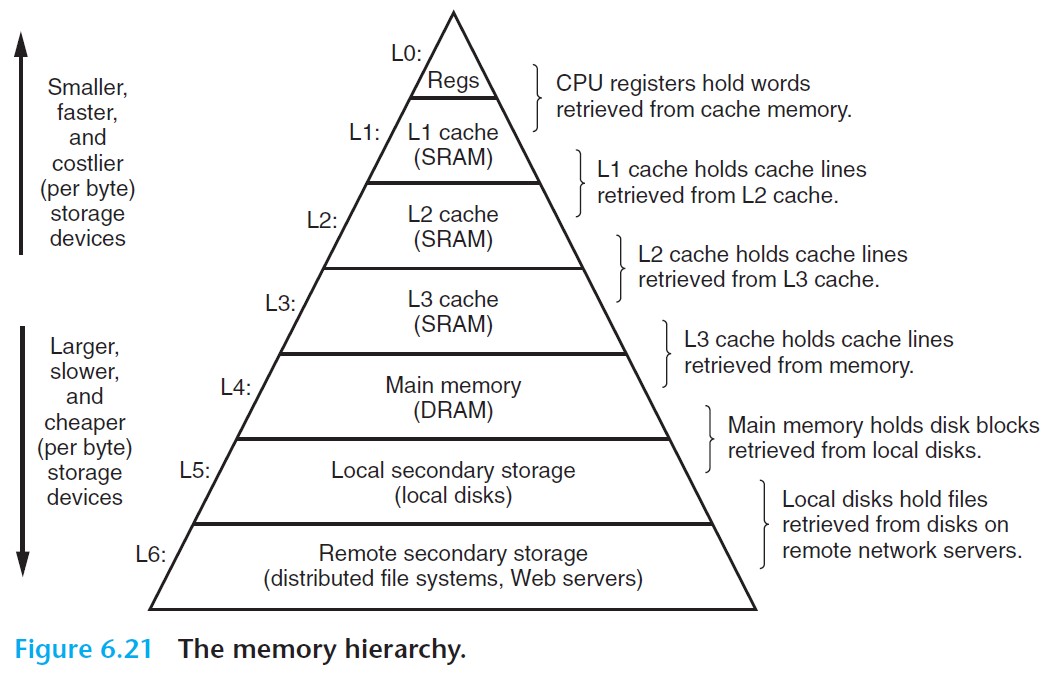 Smaller,
faster,
and
costlier
(per byte)
storage
devices
Larger,
slower,
and
cheaper
(per byte)
storage
devices
L0:
Regs
L1:
L1 cache
(SRAM)
L2:
L2 cache
(SRAM)
L3:
L3 cache
(SRAM)
L4:
Main memory
(DRAM)
L5:
Local secondary storage
(local disks)
L6:
Remote secondary storage
(distributed file systems, Web servers)
CPU registers hold words
retrieved from cache memory.
L1 cache holds cache lines
retrieved from L2 cache.
L2 cache holds cache lines
retrieved from L3 cache.
L3 cache holds cache lines
retrieved from memory.
Main memory holds disk blocks
retrieved from local disks.
Local disks hold files
retrieved from disks on
remote network servers.
Figure 6.21 The memory hierarchy.